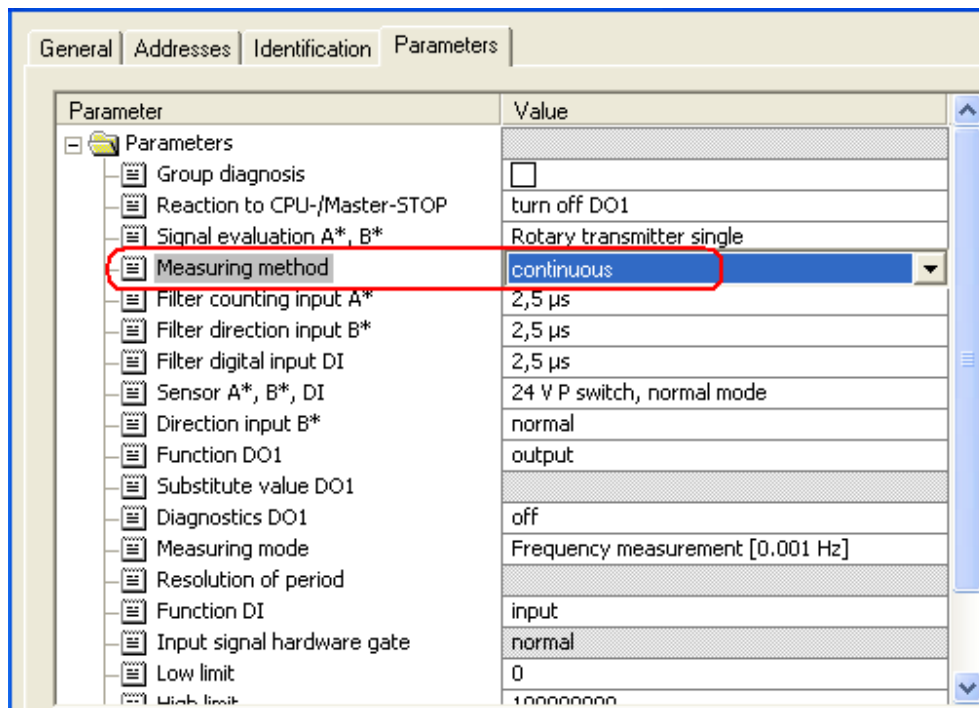 General Addresses Identification Parameters
Parameter Value
Parameters
Group diagnosis
Reaction to CPU-/Master-STOP turn off DO1
Signal evaluation A*, B* Rotary transmitter single
Measuring method continuous
Filter counting input A* 2,5 µs
Filter direction input B* 2,5 µs
Filter digital input DI 2,5 µs
Sensor A*, B*, DI 24 V P switch, normal mode
Direction input B* normal
Function DO1 output
Substitute value DO1
Diagnostics DO1 off
Measuring mode Frequency measurement [0.001 Hz]
Resolution of period
Function DI input
Input signal hardware gate normal
Low limit 0
High limit 100000000